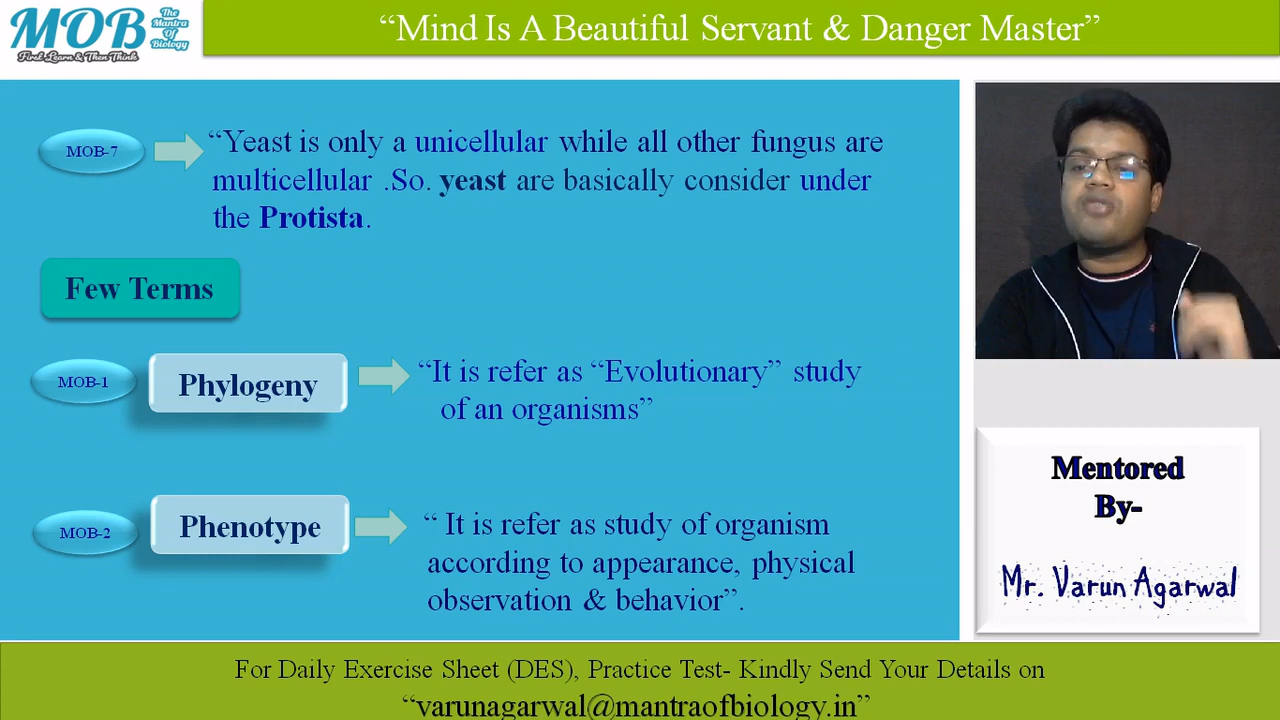 MOB The Mantra Of Biology
First Learn & Then Think
“Mind Is A Beautiful Servant & Danger Master”
MOB-7
“Yeast is only a unicellular while all other fungus are
multicellular .So. yeast are basically consider under
the Protista.
Few Terms
MOB-1
Phylogeny
“It is refer as “Evolutionary” study
of an organisms”
MOB-2
Phenotype
“ It is refer as study of organism
according to appearance, physical
observation & behavior”.
Mentored
By-
Mr. Varun Agarwal
For Daily Exercise Sheet (DES), Practice Test- Kindly Send Your Details on
“varunagarwal@mantraofbiology.in”